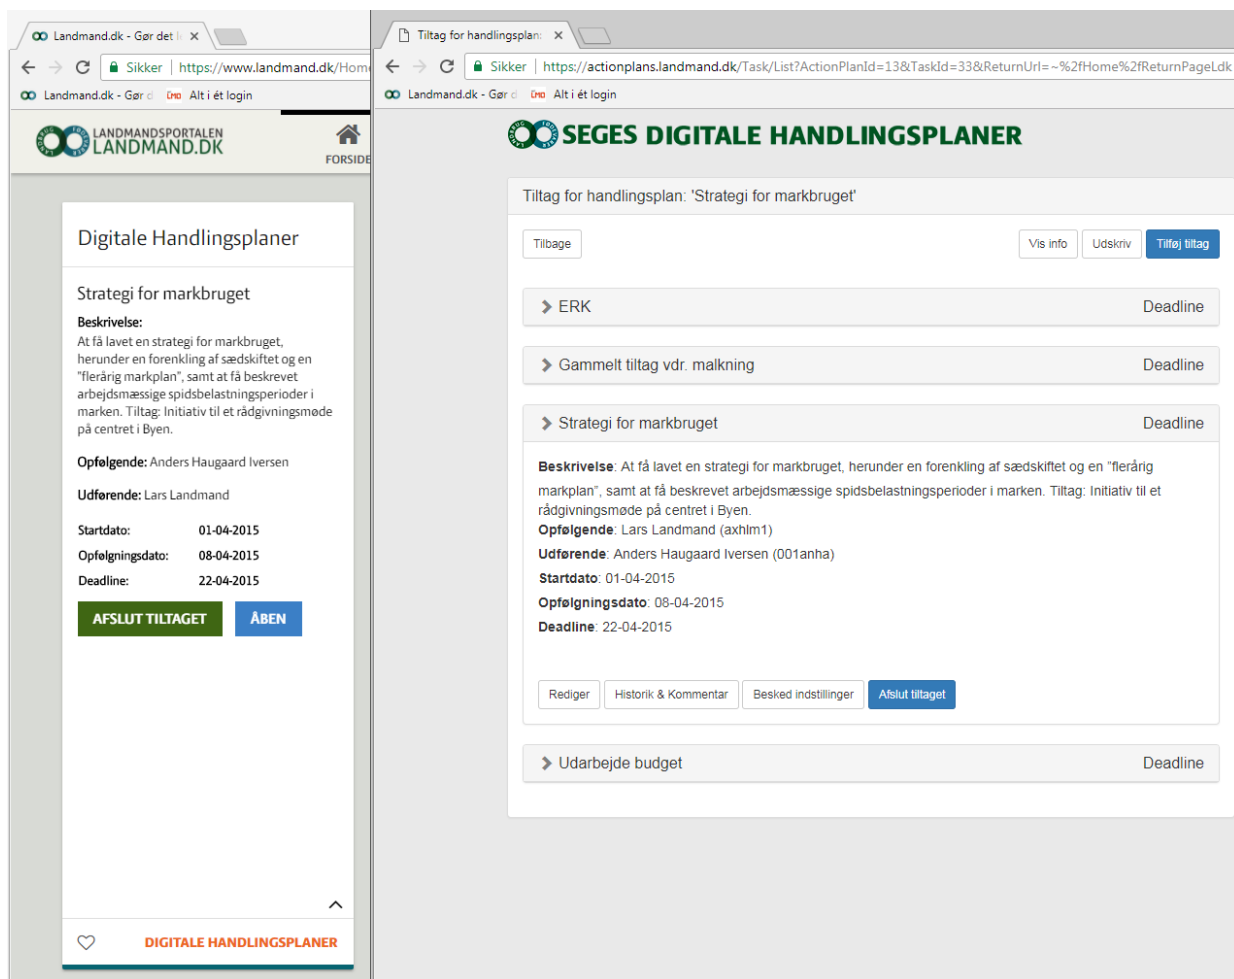 Landmand.dk - Gør det l
Sikker | https://www.landmand.dk/Home
Landmand.dk - Gør d
LMO Alt i ét login
LANDMANDSPORTALEN
LANDMAND.DK
FORSIDE
Digitale Handlingsplaner
Strategi for markbruget
Beskrivelse:
At få lavet en strategi for markbruget,
herunder en forenkling af sædskiftet og en
"flerårig markplan", samt at få beskrevet
arbejdsmæssige spidsbelastningsperioder i
marken. Tiltag: Initiativ til et rådgivningsmøde
på centret i Byen.
Opfølgende: Anders Haugaard Iversen
Udførende: Lars Landmand
Startdato: 01-04-2015
Opfølgningsdato: 08-04-2015
Deadline: 22-04-2015
AFSLUT TILTAGET ÅBEN
DIGITALE HANDLINGSPLANER
Tiltag for handlingsplan:
Sikker | https://actionplans.landmand.dk/Task/List?ActionPlanId=13&TaskId=33&ReturnUrl=~%2fHome%2fReturnPageLdk
Landmand.dk - Gør d
LMO Alt i ét login
SEGES DIGITALE HANDLINGSPLANER
Tiltag for handlingsplan: 'Strategi for markbruget'
Tilbage Vis info Udskriv Tilføj tiltag
ERK Deadline
Gammelt tiltag vdr. malkning Deadline
Strategi for markbruget Deadline
Beskrivelse: At få lavet en strategi for markbruget, herunder en forenkling af sædskiftet og en "flerårig
markplan", samt at få beskrevet arbejdsmæssige spidsbelastningsperioder i marken. Tiltag: Initiativ til et
rådgivningsmøde på centret i Byen.
Opfølgende: Lars Landmand (axhlm1)
Udførende: Anders Haugaard Iversen (001anha)
Startdato: 01-04-2015
Opfølgningsdato: 08-04-2015
Deadline: 22-04-2015
Rediger Historik & Kommentar Besked indstillinger Afslut tiltaget
Udarbejde budget Deadline